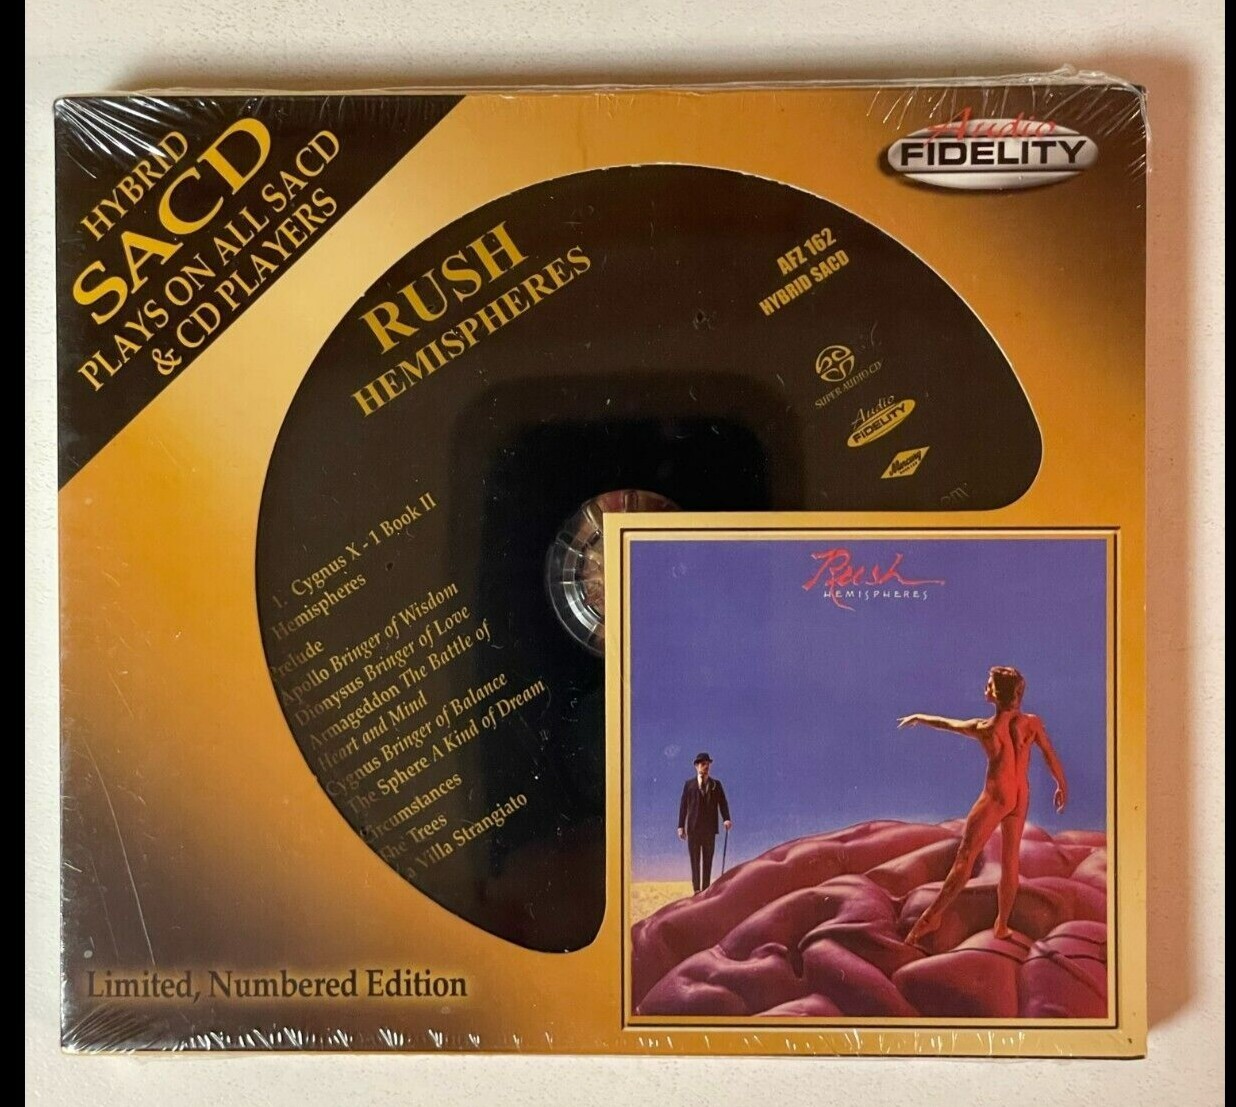 HYBRID
SACD
PLAYS ON ALL SACD
& CD PLAYERS
Audio
FIDELITY
RUSH
HEMISPHERES
AFZ 162
HYBRID SACD
SUPER AUDIO CD
Audio
FIDELITY
Mercury
1. Cygnus X - 1 Book II
Hemispheres
Prelude
Apollo Bringer of Wisdom
Dionysus Bringer of Love
Armageddon The Battle of
Heart and Mind
Cygnus Bringer of Balance
The Sphere A Kind of Dream
Circumstances
The Trees
La Villa Strangiato
Rush
HEMISPHERES
Limited, Numbered Edition